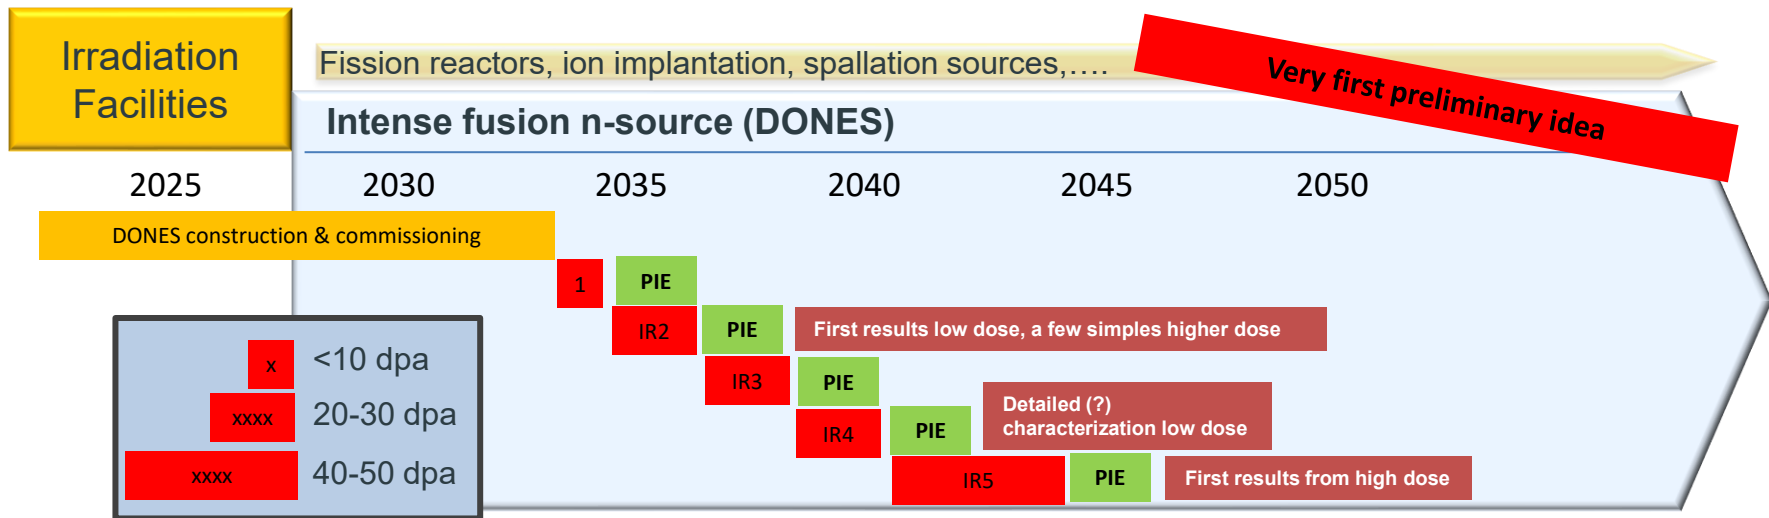 Irradiation
Facilities
Fission reactors, ion implantation, spallation sources,....
Very first preliminary idea
Intense fusion n-source (DONES)
2025 2030 2035 2040 2045 2050
DONES construction & commissioning
1 PIE
IR2 PIE First results low dose, a few simples higher dose
x <10 dpa
IR3 PIE
xxxx 20-30 dpa
IR4 PIE
Detailed (?)
characterization low dose
xxxx 40-50 dpa
IR5 PIE First results from high dose